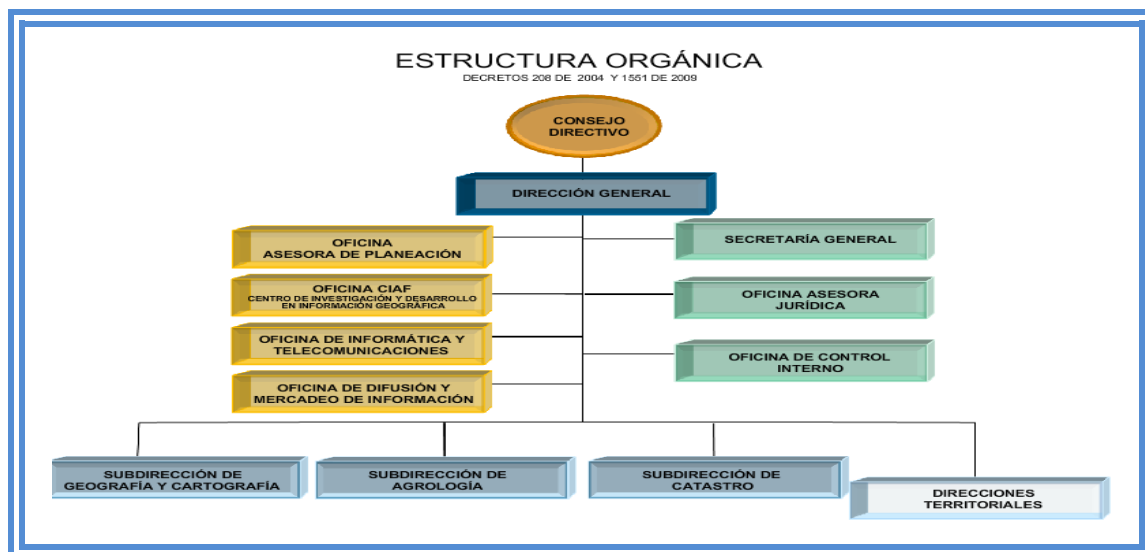 ESTRUCTURA ORGÁNICA
DECRETOS 208 DE 2004 Y 1551 DE 2009
CONSEJO
DIRECTIVO
DIRECCIÓN GENERAL
OFICINA
ASESORA DE PLANEACIÓN
SECRETARÍA GENERAL
OFICINA CIAF
CENTRO DE INVESTIGACIÓN Y DESARROLLO
EN INFORMACIÓN GEOGRÁFICA
OFICINA ASESORA
JURÍDICA
OFICINA DE INFORMÁTICA Y
TELECOMUNICACIONES
OFICINA DE CONTROL
INTERNO
OFICINA DE DIFUSIÓN Y
MERCADEO DE INFORMACIÓN
SUBDIRECCIÓN DE
GEOGRAFÍA Y CARTOGRAFÍA
SUBDIRECCIÓN DE
AGROLOGÍA
SUBDIRECCIÓN DE
CATASTRO
DIRECCIONES
TERRITORIALES